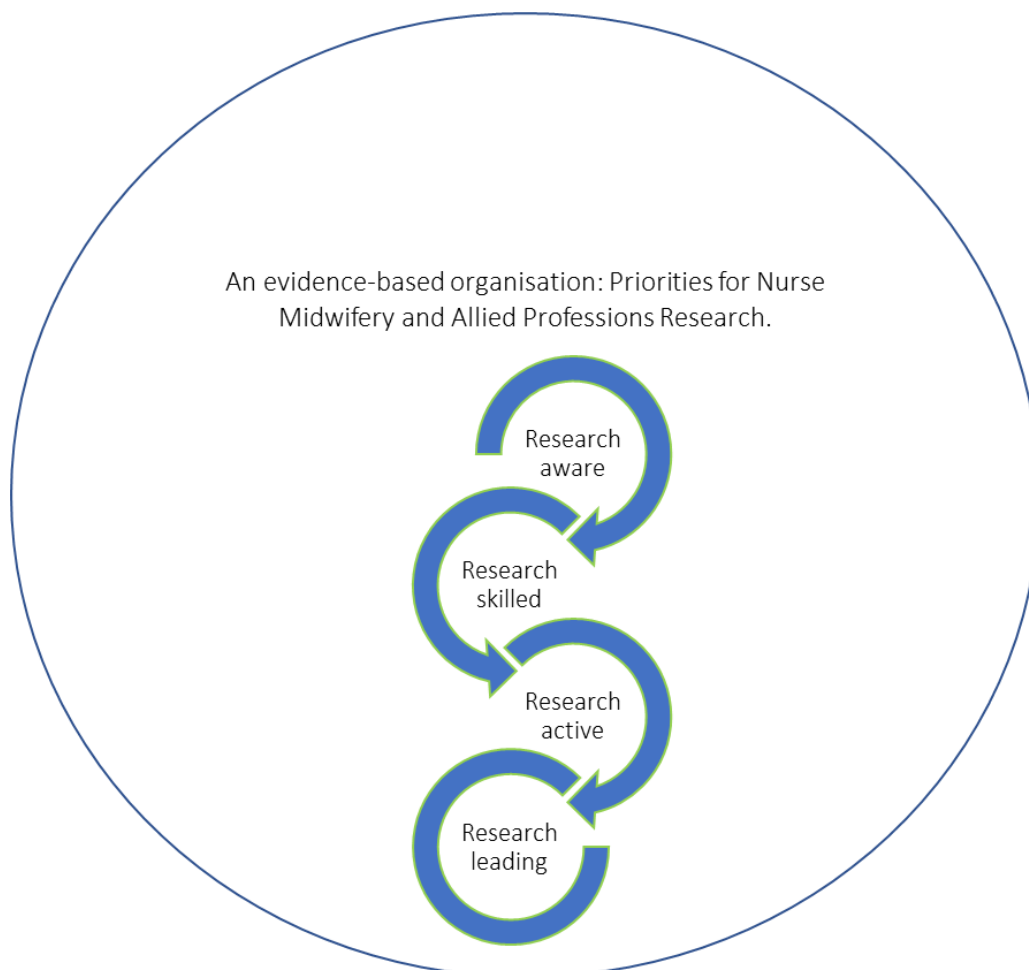 An evidence-based organisation: Priorities for Nurse
Midwifery and Allied Professions Research.
Research
aware
Research
skilled
Research
active
Research
leading